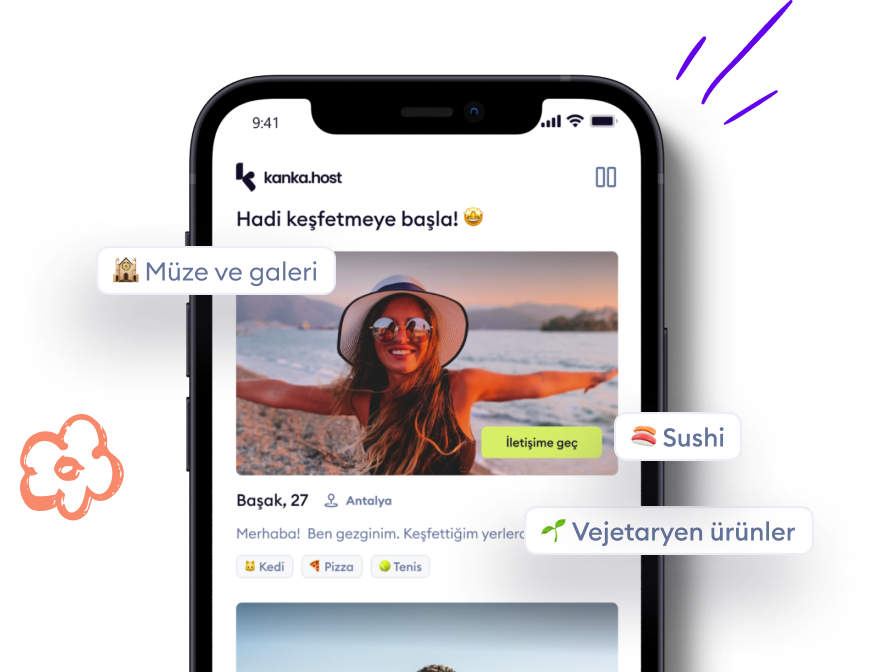 9:41
kanka.host
Hadi keşfetmeye başla! 🤩
Müze ve galeri
İletişime geç
Sushi
Başak, 27
Antalya
Merhaba! Ben gezginim. Keşfettiğim
Vejetaryen ürünler
Kedi
Pizza
Tenis